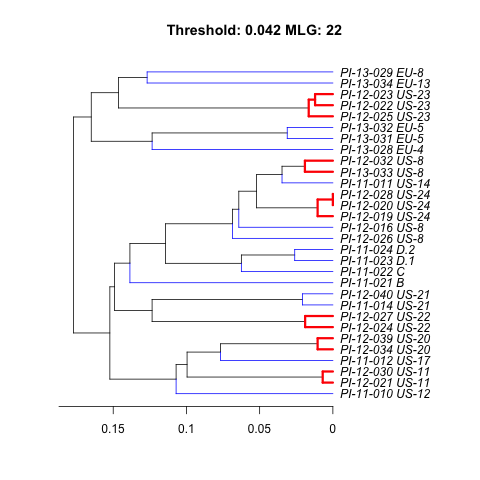 Threshold: 0.042 MLG: 22
PI-13-029 EU-8
PI-13-034 EU-13
PI-12-023 US-23
PI-12-022 US-23
PI-12-025 US-23
PI-13-032 EU-5
PI-13-031 EU-5
PI-13-028 EU-4
PI-12-032 US-8
PI-13-033 US-8
PI-11-011 US-14
PI-12-028 US-24
PI-12-020 US-24
PI-12-019 US-24
PI-12-016 US-8
PI-12-026 US-8
PI-11-024 D.2
PI-11-023 D.1
PI-11-022 C
PI-11-021 B
PI-12-040 US-21
PI-11-014 US-21
PI-12-027 US-22
PI-12-024 US-22
PI-12-039 US-20
PI-12-034 US-20
PI-11-012 US-17
PI-12-030 US-11
PI-12-021 US-11
PI-11-010 US-12
0.15 0.1 0.05 0